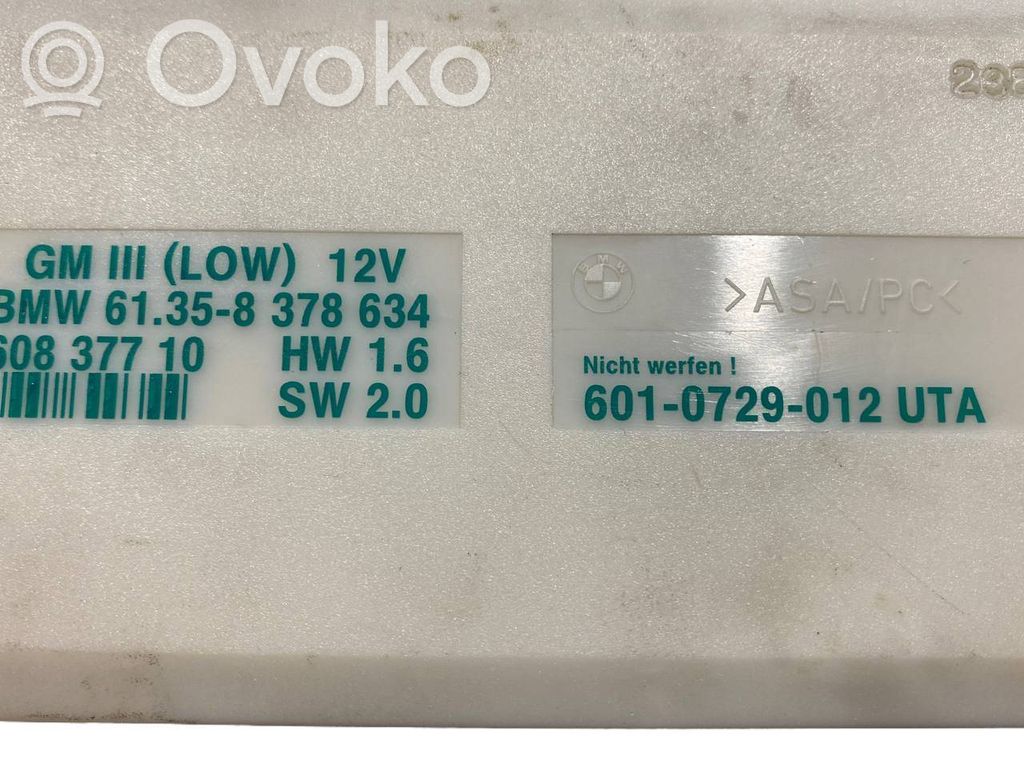 Ovoko
GM III (LOW) 12V
BMW 61.35-8 378 634
608 377 10 HW 1.6
SW 2.0
BMW
>ASA/PC<
Nicht werfen !
601-0729-012 UTA